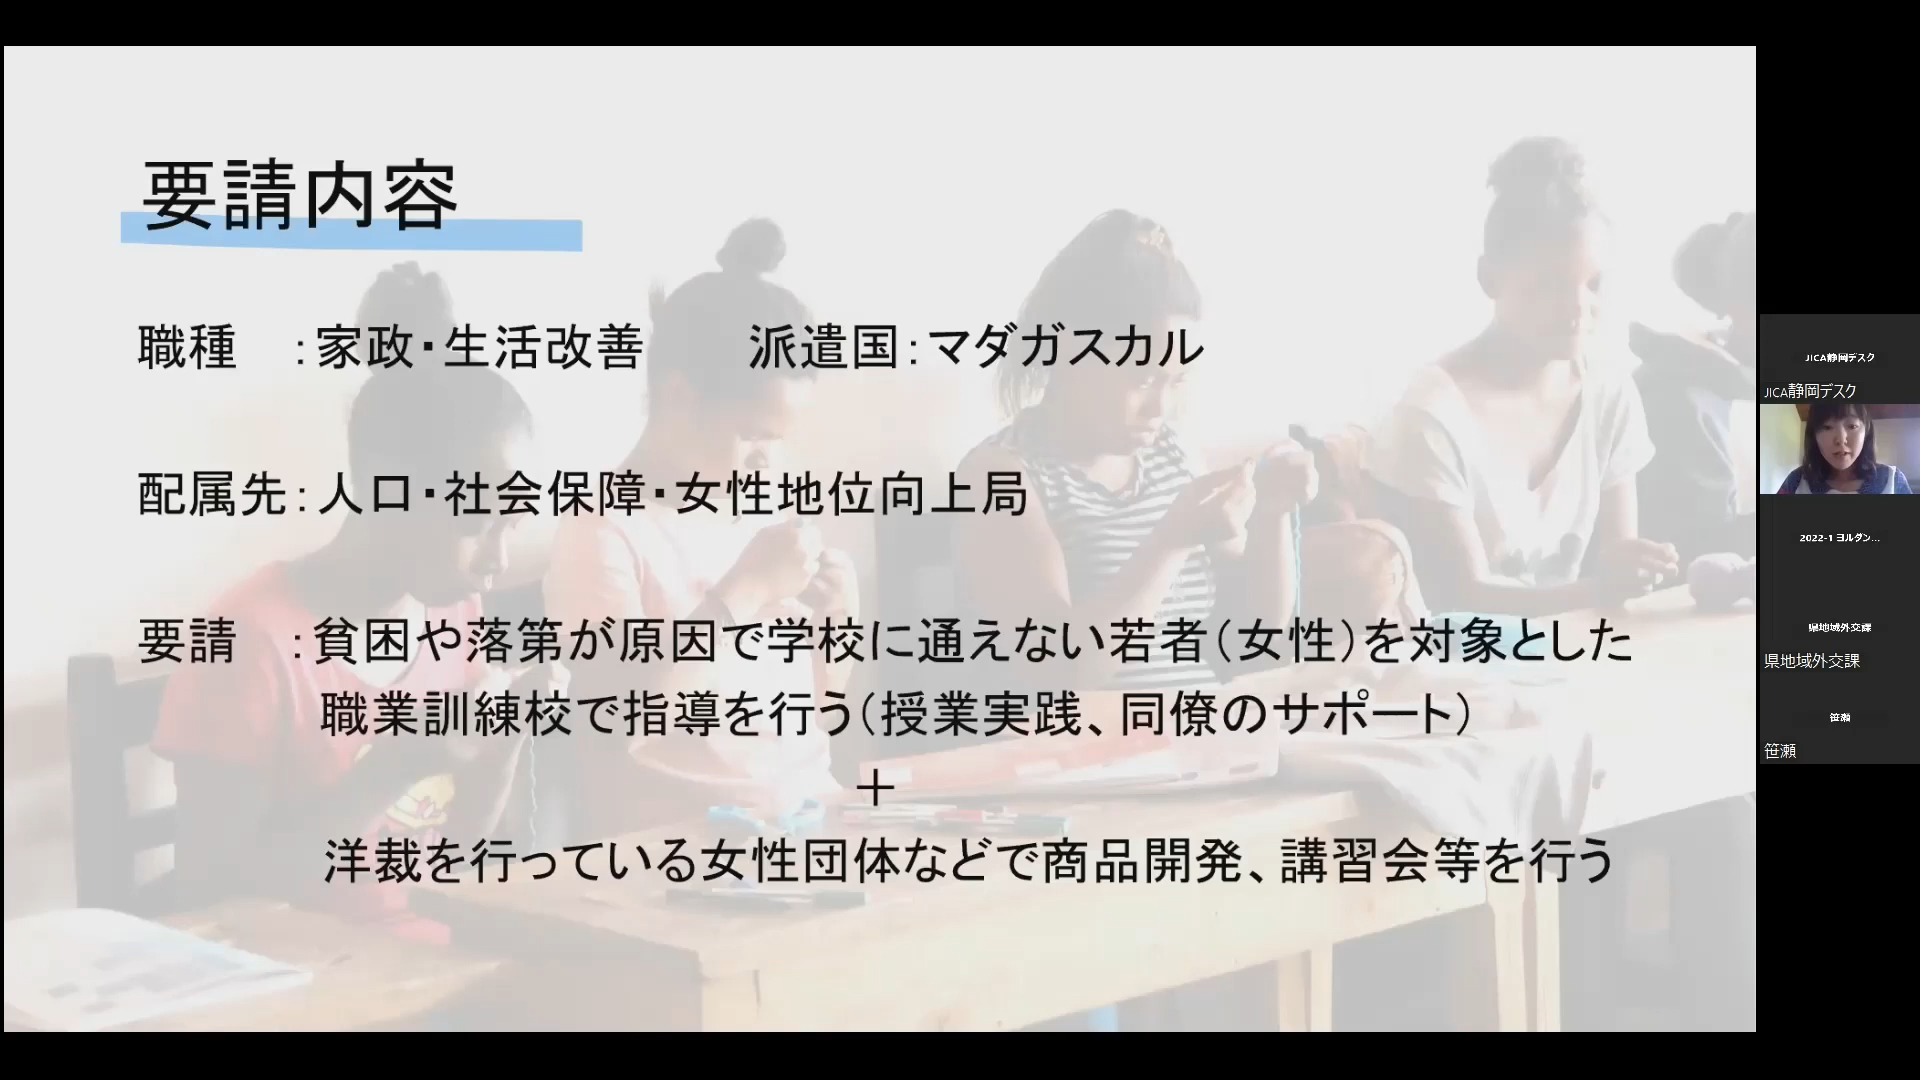 要請内容
職種　：家政・生活改善　　派遣国：マダガスカル
配属先：人口・社会保障・女性地位向上局
要請　：貧困や落第が原因で学校に通えない若者（女性）を対象とした
職業訓練校で指導を行う（授業実践、同僚のサポート）
＋
洋裁を行っている女性団体などで商品開発、講習会等を行う
JICA静岡デスク
JICA静岡デスク
2022-1 ヨルダン...
県地域外交課
県地域外交課
笹瀬
笹瀬